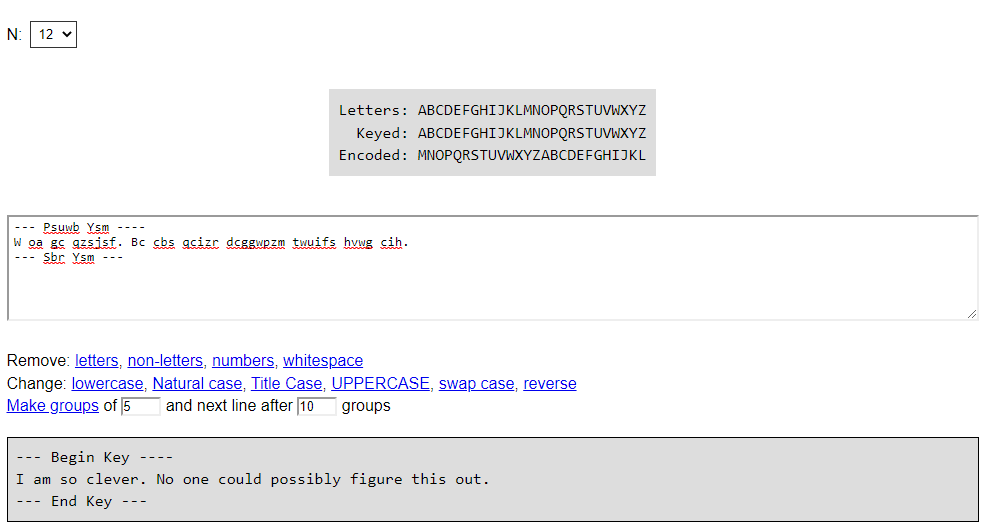 N: 12
Letters: ABCDEFGHIJKLMNOPQRSTUVWXYZ
Keyed: ABCDEFGHIJKLMNOPQRSTUVWXYZ
Encoded: MNOPQRSTUVWXYZABCDEFGHIJKL
--- Psuwb Ysm ----
W oa gc qzsjsf. Bc cbs qcizr dcggwpzm twuifs hvwg cih.
--- Sbr Ysm ---
Remove: letters, non-letters, numbers, whitespace
Change: lowercase, Natural case, Title Case, UPPERCASE, swap case, reverse
Make groups of 5 and next line after 10 groups
--- Begin Key ----
I am so clever. No one could possibly figure this out.
--- End Key ---